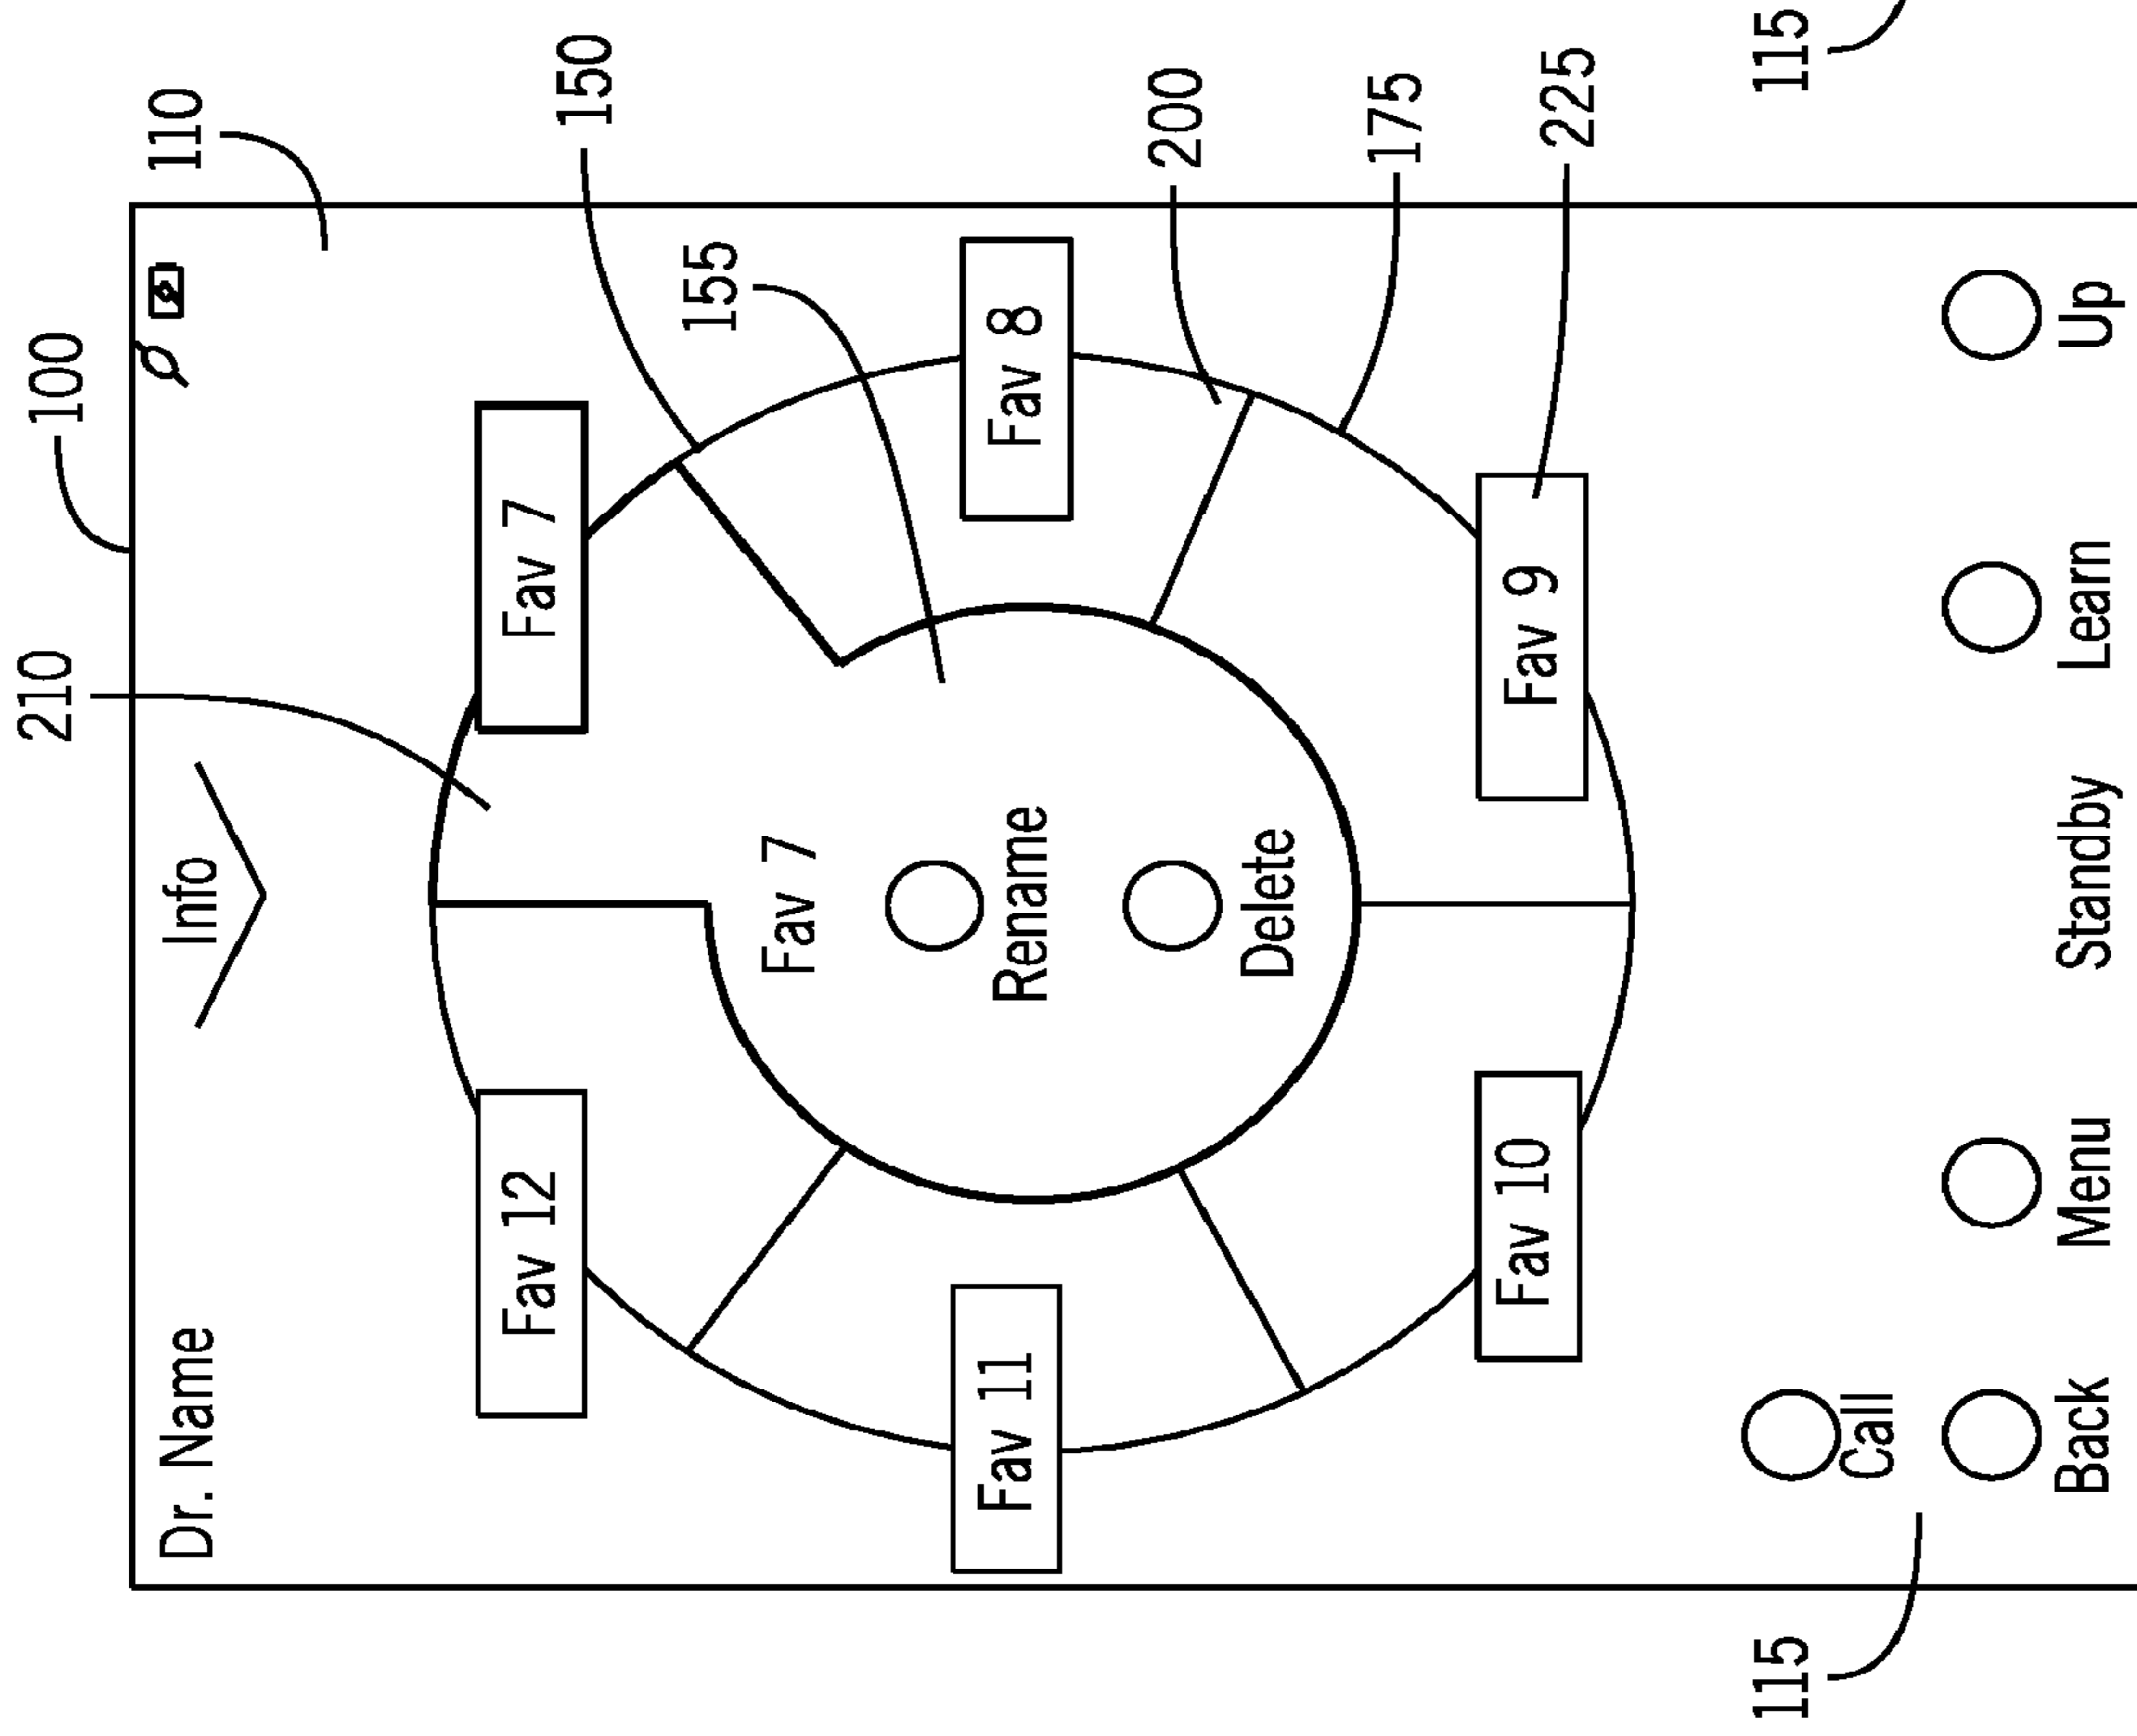 100
110
210
Dr. Name
Info
150
155
Fav 12
Fav 7
Fav 7
Rename
Delete
Fav 11
Fav 8
200
175
225
Fav 10
Fav 9
115
115
Call
Back
Menu
Standby
Learn
Up